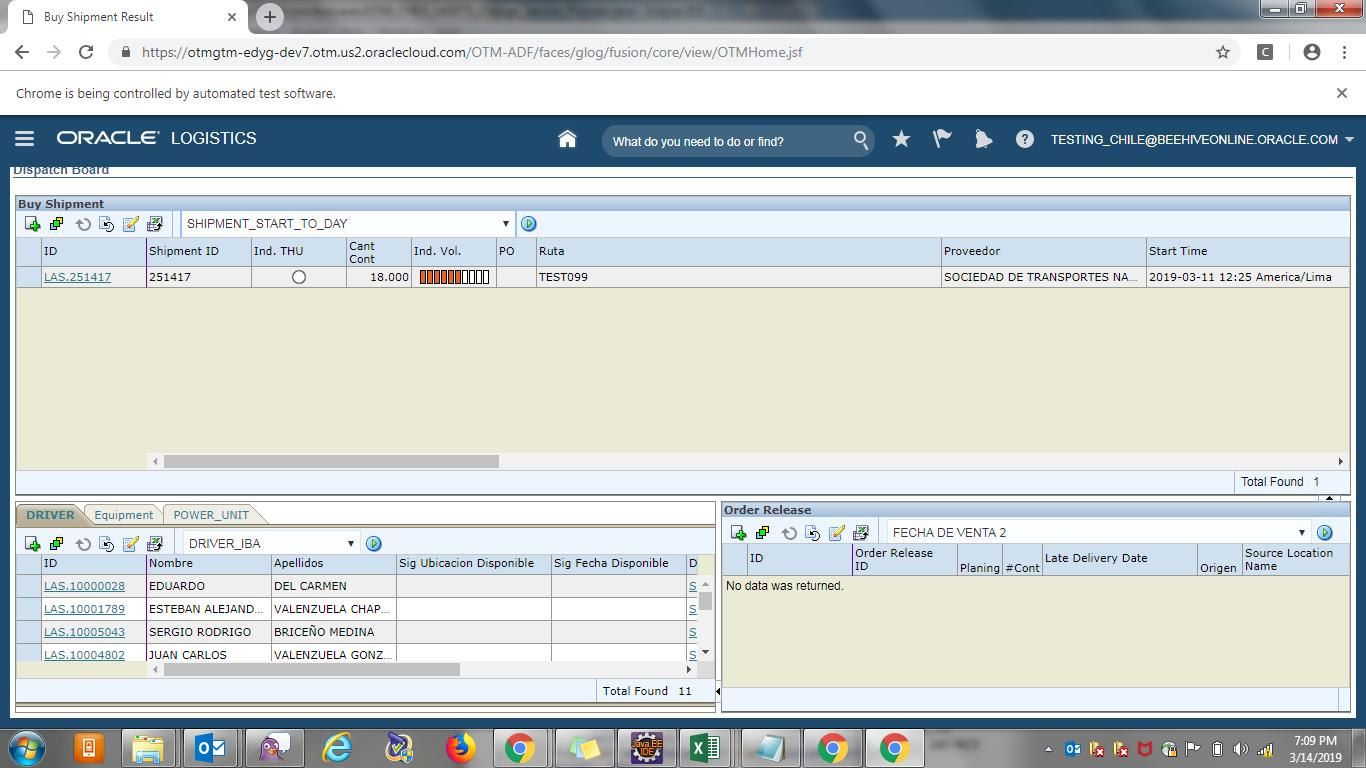 Buy Shipment Result
https://otmgtm-edyg-dev7.otm.us2.oraclecloud.com/OTM-ADF/faces/glog/fusion/core/view/OTMHome.jsf
C
Chrome is being controlled by automated test software.
ORACLE LOGISTICS
What do you need to do or find?
TESTING_CHILE@BEEHIVEONLINE.ORACLE.COM
Dispatch Board
Buy Shipment
SHIPMENT_START_TO_DAY
ID Shipment ID Ind. THU Cant Cont Ind. Vol. PO Ruta Proveedor Start Time
LAS.251417 251417 18.000 TEST099 SOCIEDAD DE TRANSPORTES NA... 2019-03-11 12:25 America/Lima
Total Found 1
DRIVER Equipment POWER_UNIT
DRIVER_IBA
ID Nombre Apellidos Sig Ubicacion Disponible Sig Fecha Disponible D
LAS.10000028 EDUARDO DEL CARMEN S
LAS.10001789 ESTEBAN ALEJAND... VALENZUELA CHAP... S
LAS.10005043 SERGIO RODRIGO BRICEÑO MEDINA S
LAS.10004802 JUAN CARLOS VALENZUELA GONZ... S
Total Found 11
Order Release
FECHA DE VENTA 2
ID Order Release ID Planing #Cont Late Delivery Date Origen Source Location Name
No data was returned.
Java EE
IDE
7:09 PM
3/14/2019